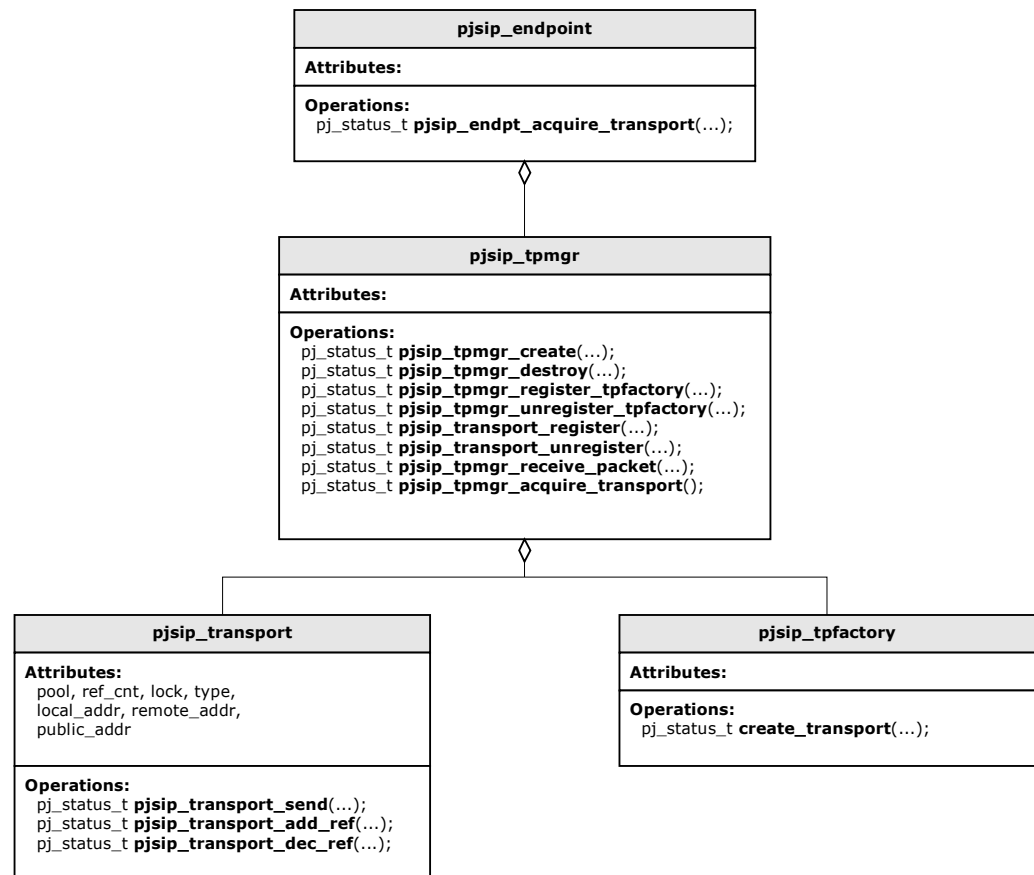 pjsip_endpoint
Attributes:
Operations:
pj_status_t pjsip_endpt_acquire_transport(...);
pjsip_tpmgr
Attributes:
Operations:
pj_status_t pjsip_tpmgr_create(...);
pj_status_t pjsip_tpmgr_destroy(...);
pj_status_t pjsip_tpmgr_register_tpfactory(...);
pj_status_t pjsip_tpmgr_unregister_tpfactory(...);
pj_status_t pjsip_transport_register(...);
pj_status_t pjsip_transport_unregister(...);
pj_status_t pjsip_tpmgr_receive_packet(...);
pj_status_t pjsip_tpmgr_acquire_transport();
pjsip_transport
Attributes:
pool, ref_cnt, lock, type,
local_addr, remote_addr,
public_addr
Operations:
pj_status_t pjsip_transport_send(...);
pj_status_t pjsip_transport_add_ref(...);
pj_status_t pjsip_transport_dec_ref(...);
pjsip_tpfactory
Attributes:
Operations:
pj_status_t create_transport(...);